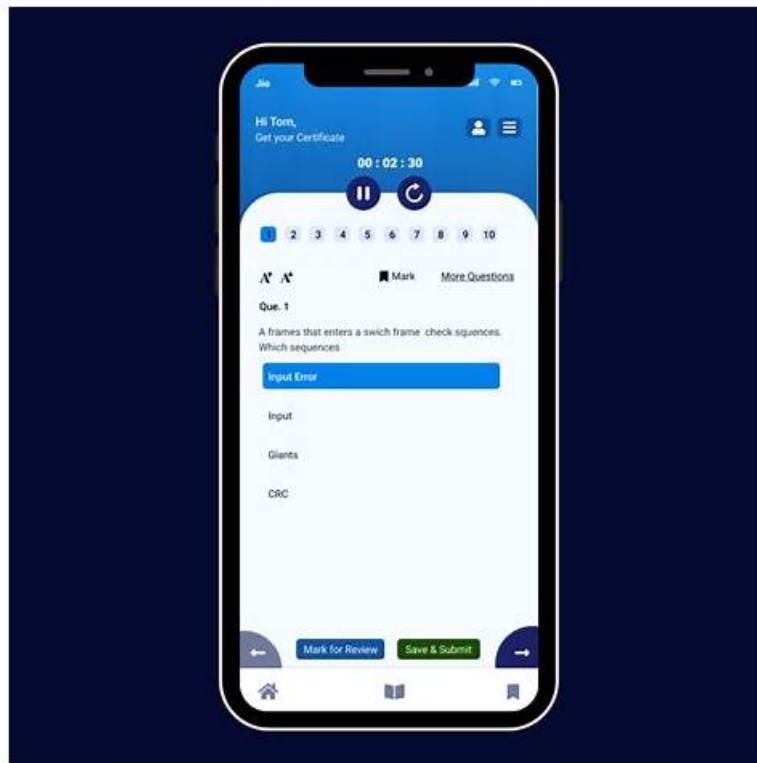 Jio
Hi Tom,
Get your Certificate
00 : 02 : 30
1 2 3 4 5 6 7 8 9 10
A A Mark More Questions
Que. 1
A frames that enters a swich frame check squences.
Which sequences
Input Error
Input
Giants
CRC
Mark for Review Save & Submit